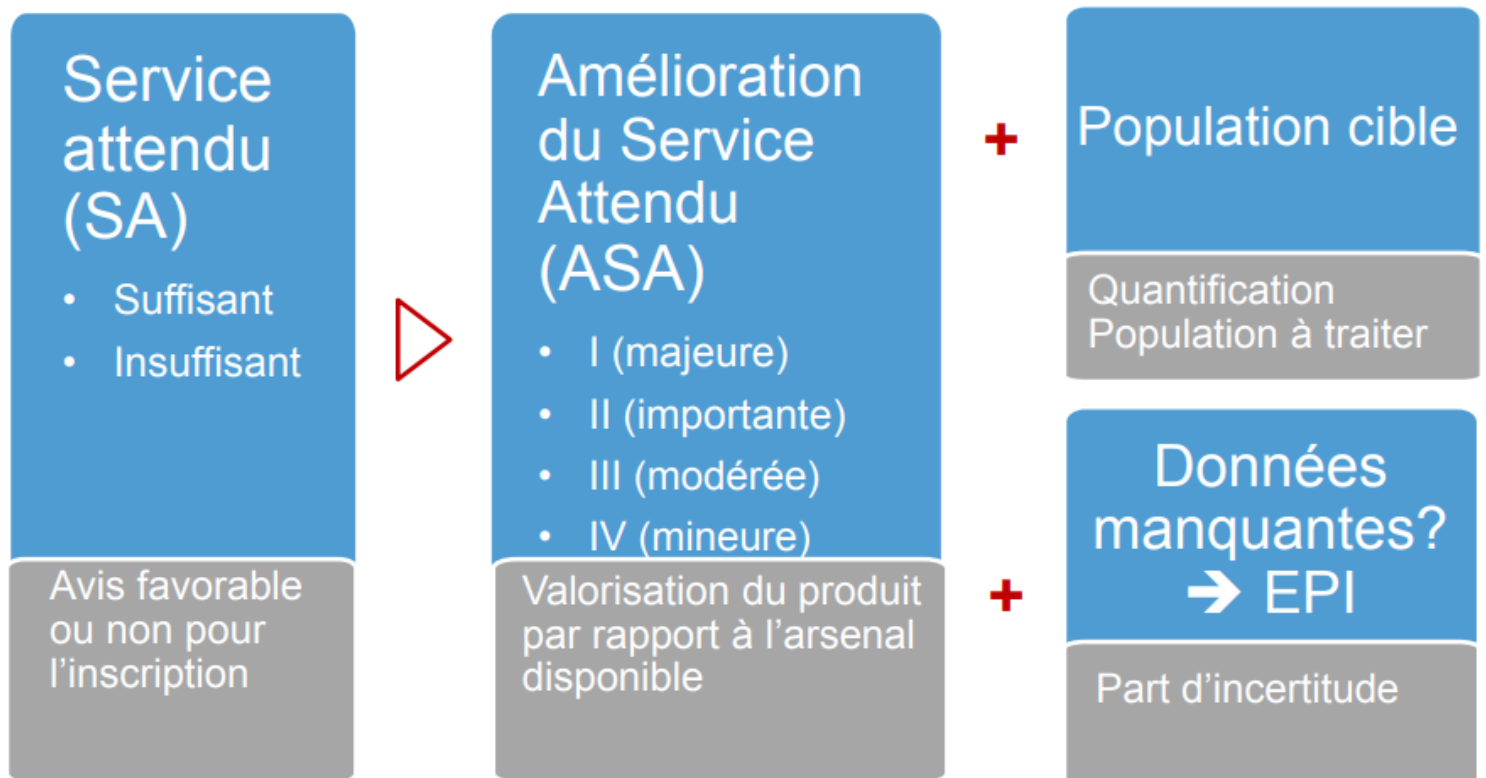 Service
attendu
(SA)
• Suffisant
• Insuffisant
Avis favorable
ou non pour
l'inscription
Amélioration
du Service
Attendu
(ASA)
• I (majeure)
• II (importante)
• III (modérée)
• IV (mineure)
Valorisation du produit
par rapport à l'arsenal
disponible
+
Population cible
Quantification
Population à traiter
+
Données
manquantes?
➔ EPI
Part d'incertitude